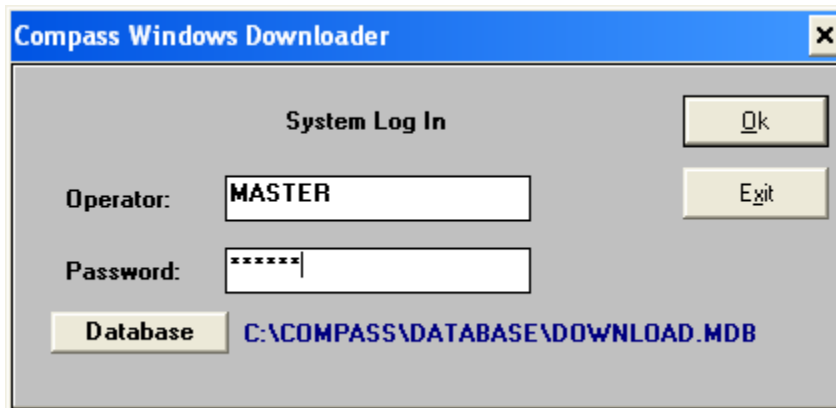 Compass Windows Downloader
System Log In
Ok
Operator: MASTER
Exit
Password: ******
Database C:\COMPASS\DATABASE\DOWNLOAD.MDB